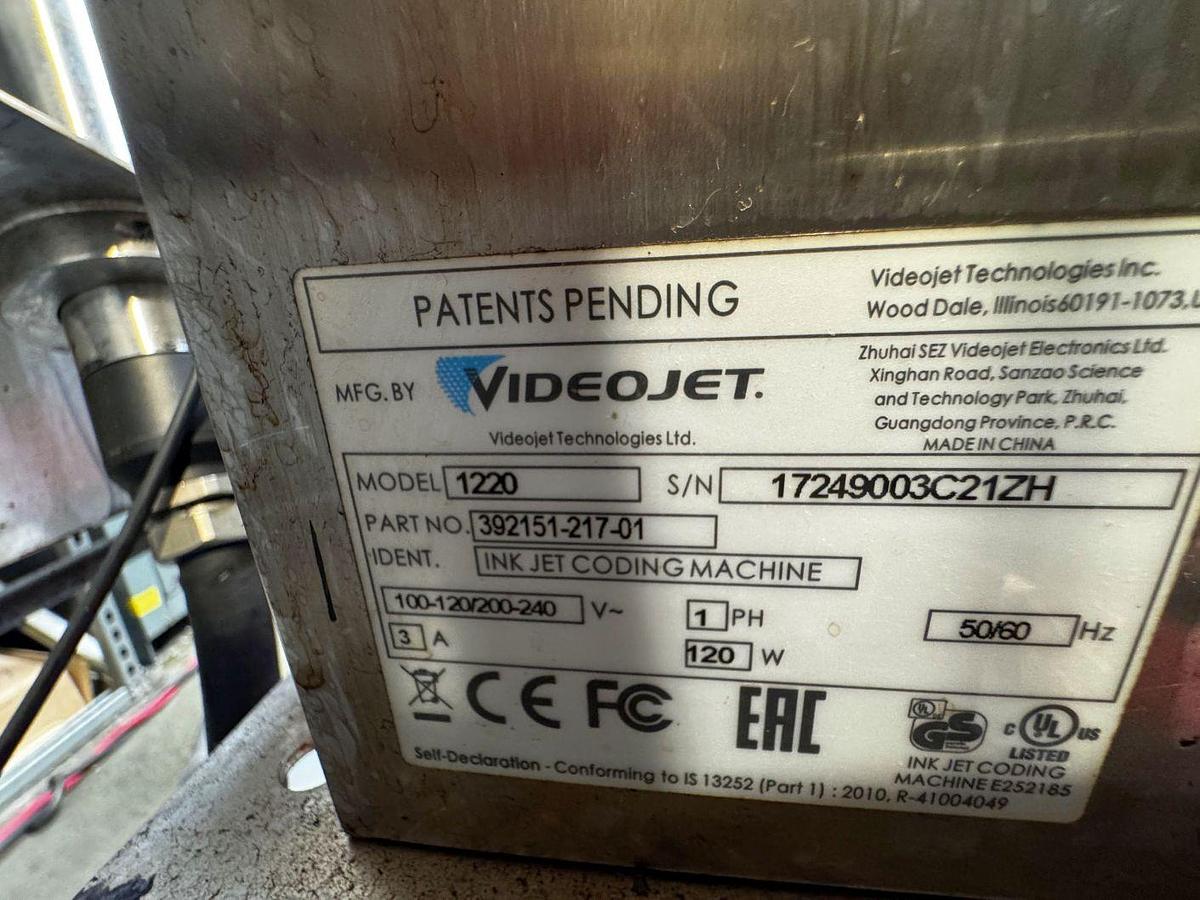 PATENTS PENDING
Videojet Technologies Inc.
Wood Dale, Illinois60191-1073,
MFG. BY
VIDEOJET.
Videojet Technologies Ltd.
Zhuhai SEZ Videojet Electronics Ltd.
Xinghan Road, Sanzao Science
and Technology Park, Zhuhai,
Guangdong Province, P.R.C.
MADE IN CHINA
MODEL 1220
S/N 17249003C21ZH
PART NO. 392151-217-01
IDENT. INK JET CODING MACHINE
100-120/200-240 V~
1 PH
50/60 Hz
3 A
120 W
CE FC EAC
UL GS
c UL US
LISTED
INK JET CODING
MACHINE E252185
Self-Declaration - Conforming to IS 13252 (Part 1) : 2010, R-41004049